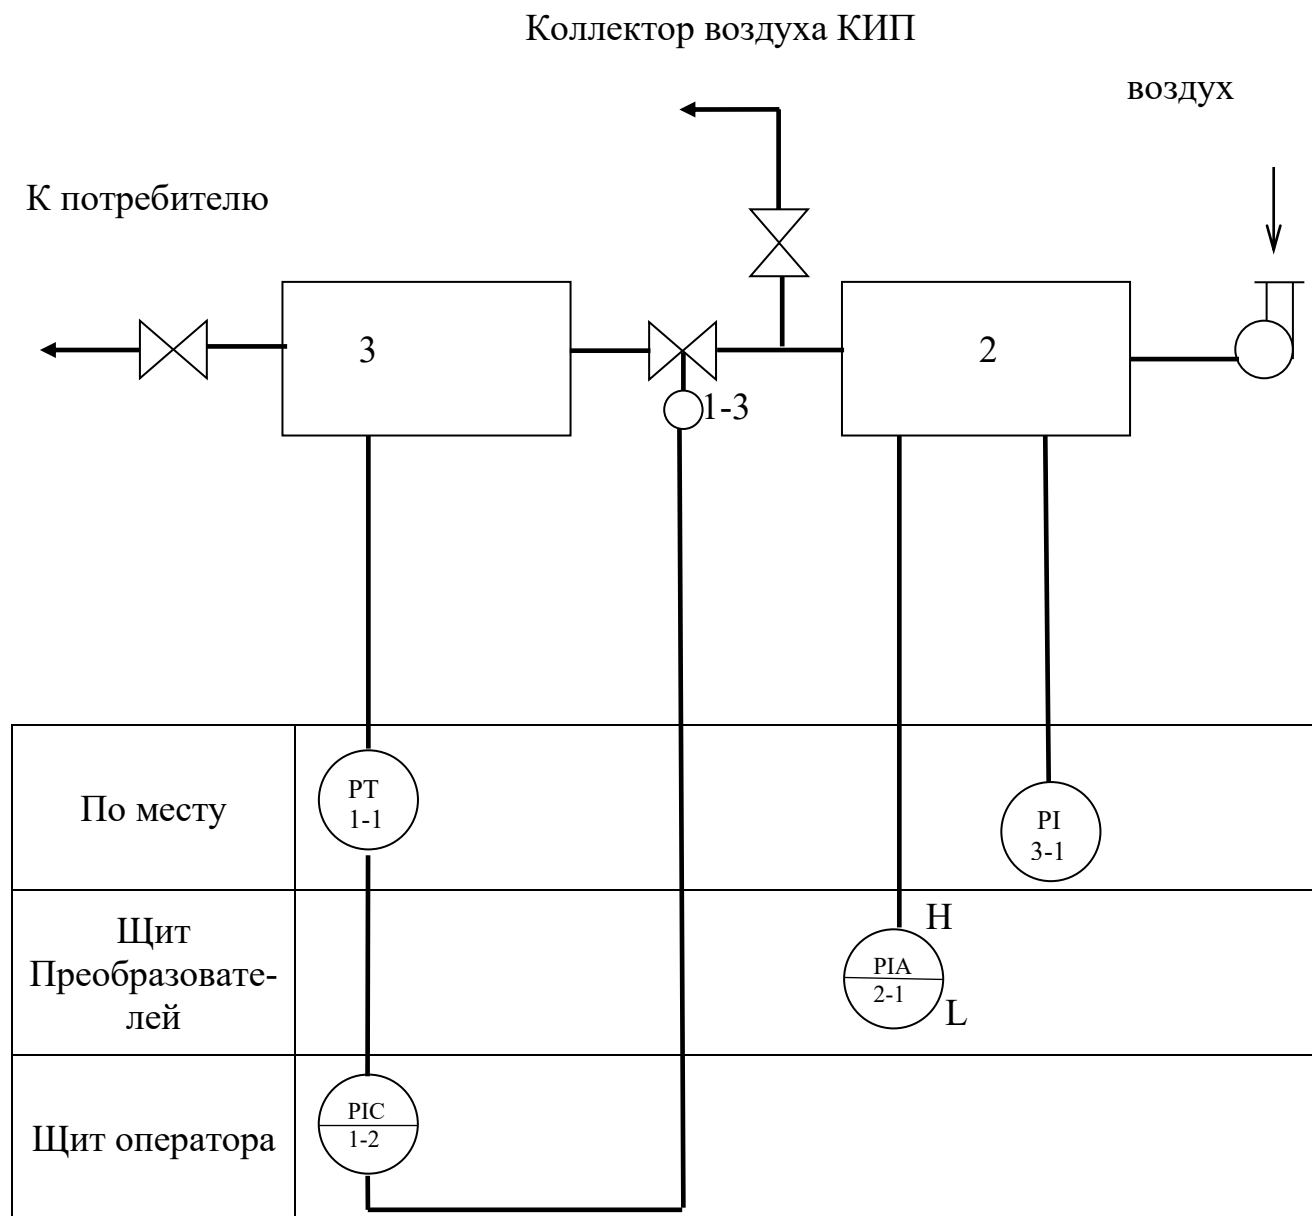 Коллектор воздуха КИП
воздух
К потребителю
3
2
1-3
По месту
PT
1-1
PI
3-1
Щит
Преобразовате-
лей
H
PIA
2-1
L
Щит оператора
PIC
1-2